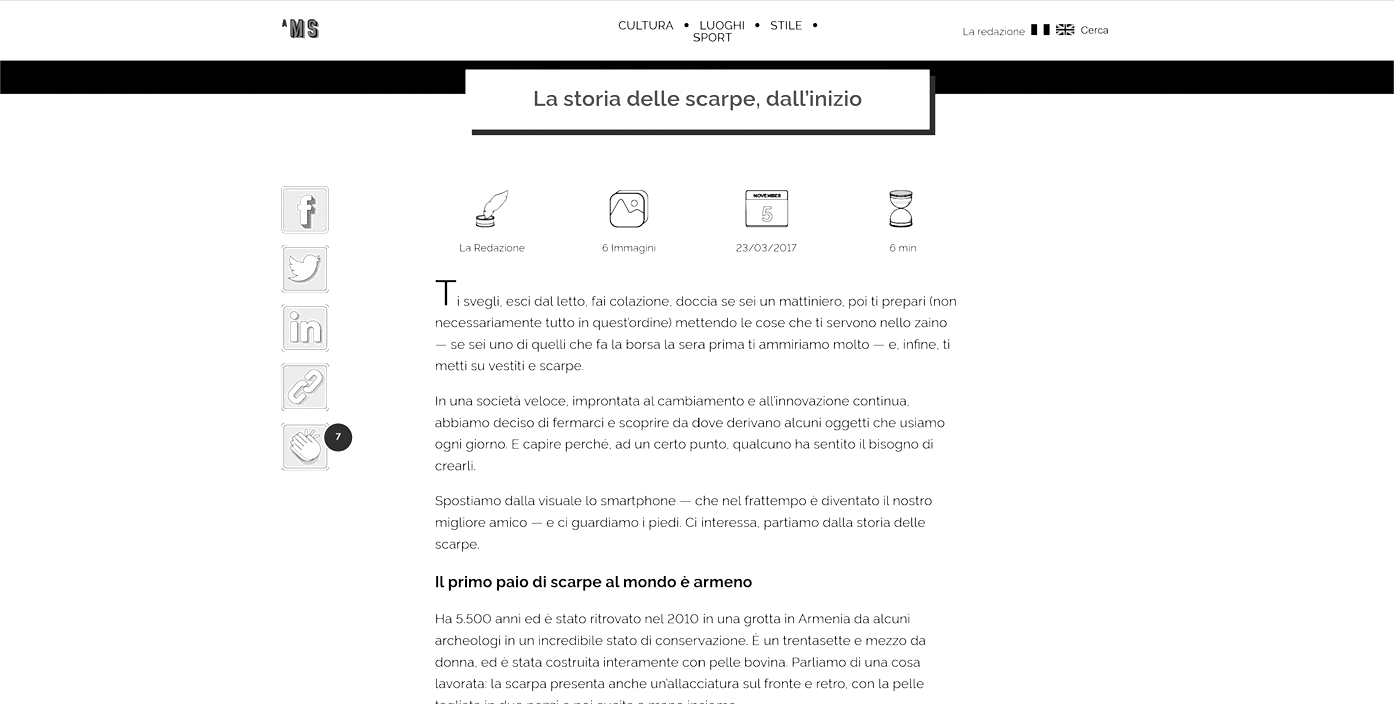 A MS
CULTURA • LUOGHI • STILE •
SPORT
La redazione
Cerca
La storia delle scarpe, dall'inizio
f
in
7
NOVEMBER
5
La Redazione
6 Immagini
23/03/2017
6 min
Ti svegli, esci dal letto, fai colazione, doccia se sei un mattiniero, poi ti prepari (non
necessariamente tutto in quest'ordine) mettendo le cose che ti servono nello zaino
— se sei uno di quelli che fa la borsa la sera prima ti ammiriamo molto — e, infine, ti
metti su vestiti e scarpe.
In una società veloce, improntata al cambiamento e all'innovazione continua,
abbiamo deciso di fermarci e scoprire da dove derivano alcuni oggetti che usiamo
ogni giorno. E capire perché, ad un certo punto, qualcuno ha sentito il bisogno di
crearli.
Spostiamo dalla visuale lo smartphone — che nel frattempo è diventato il nostro
migliore amico — e ci guardiamo i piedi. Ci interessa, partiamo dalla storia delle
scarpe.
Il primo paio di scarpe al mondo è armeno
Ha 5.500 anni ed è stato ritrovato nel 2010 in una grotta in Armenia da alcuni
archeologi in un incredibile stato di conservazione. È un trentasette e mezzo da
donna, ed è stata costruita interamente con pelle bovina. Parliamo di una cosa
lavorata: la scarpa presenta anche un'allacciatura sul fronte e retro, con la pelle